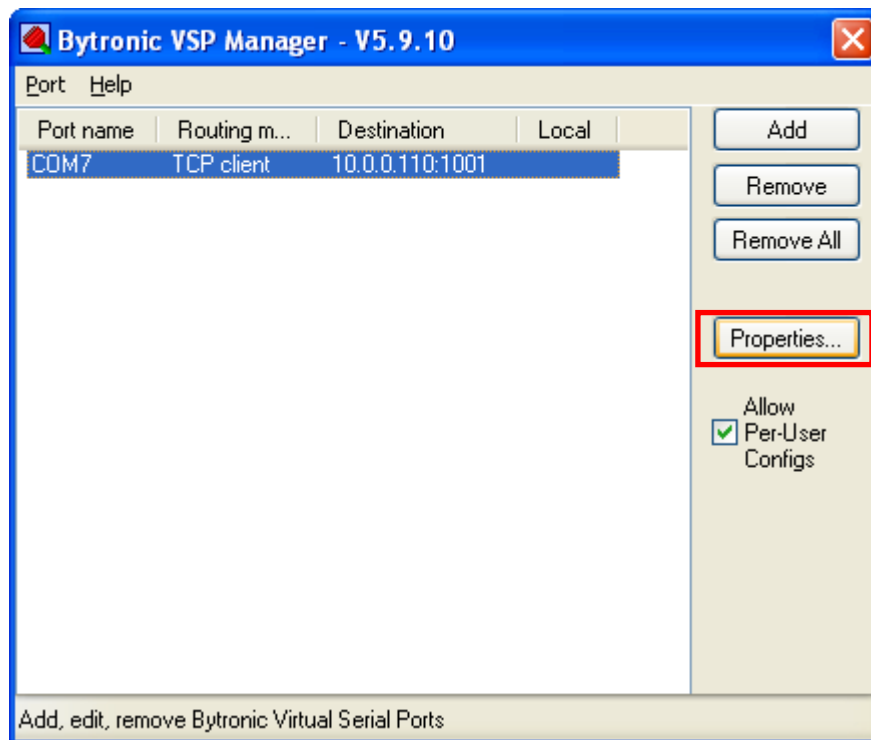 Bytronic VSP Manager - V5.9.10
Port Help
Port name Routing m... Destination Local
COM7 TCP client 10.0.0.110:1001
Add
Remove
Remove All
Properties...
Allow
Per-User
Configs
Add, edit, remove Bytronic Virtual Serial Ports